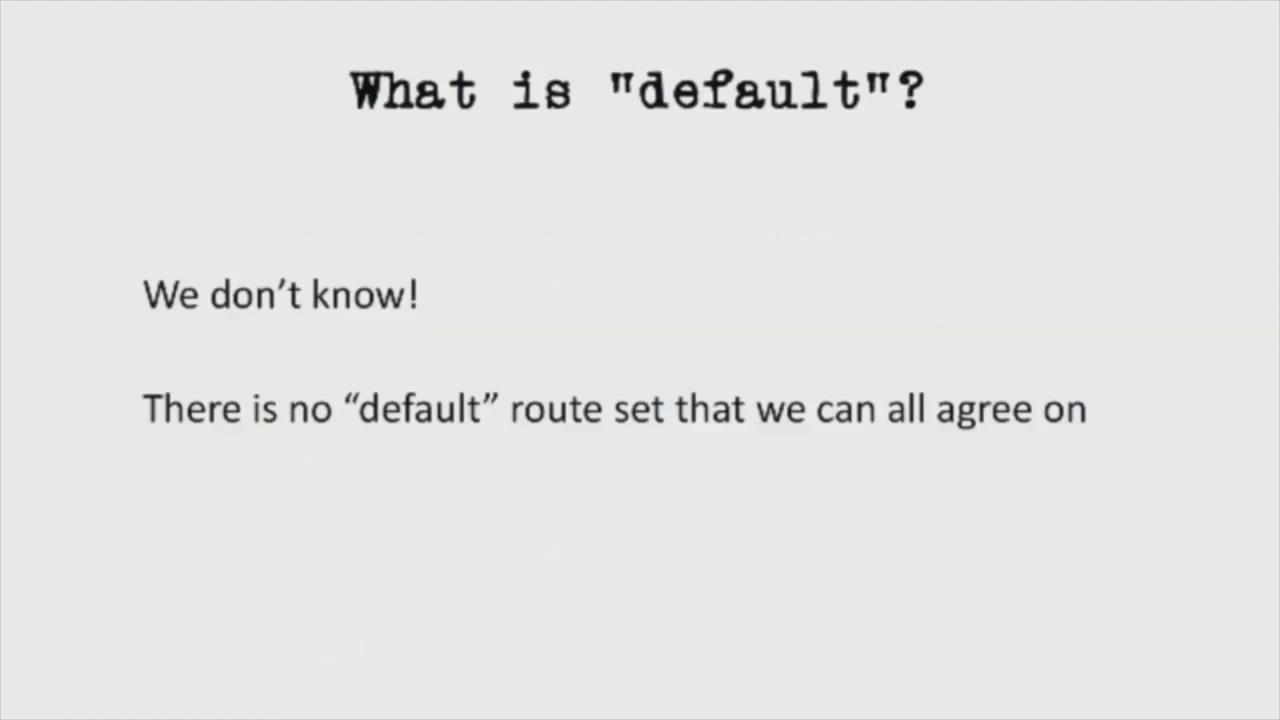 What is "default"?
We don’t know!
There is no “default” route set that we can all agree on